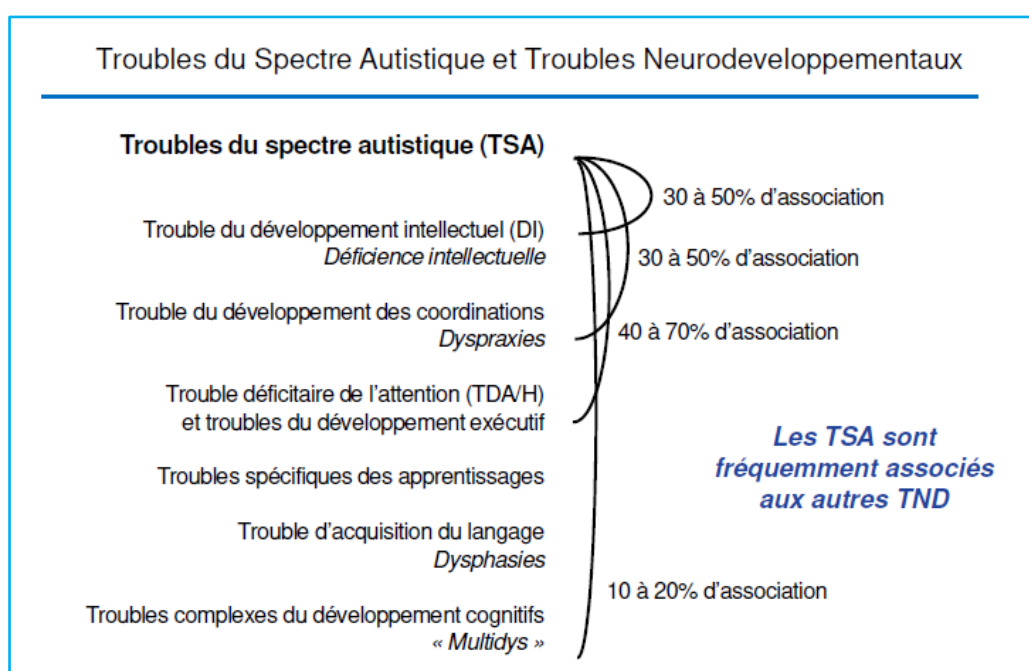 Troubles du Spectre Autistique et Troubles Neurodeveloppementaux
Troubles du spectre autistique (TSA)
30 à 50% d’association
Trouble du développement intellectuel (DI)
Déficience intellectuelle
30 à 50% d’association
Trouble du développement des coordinations
Dyspraxies
40 à 70% d’association
Trouble déficitaire de l’attention (TDA/H)
et troubles du développement exécutif
Les TSA sont
fréquemment associés
aux autres TND
Troubles spécifiques des apprentissages
Trouble d’acquisition du langage
Dysphasies
10 à 20% d’association
Troubles complexes du développement cognitifs
« Multidys »